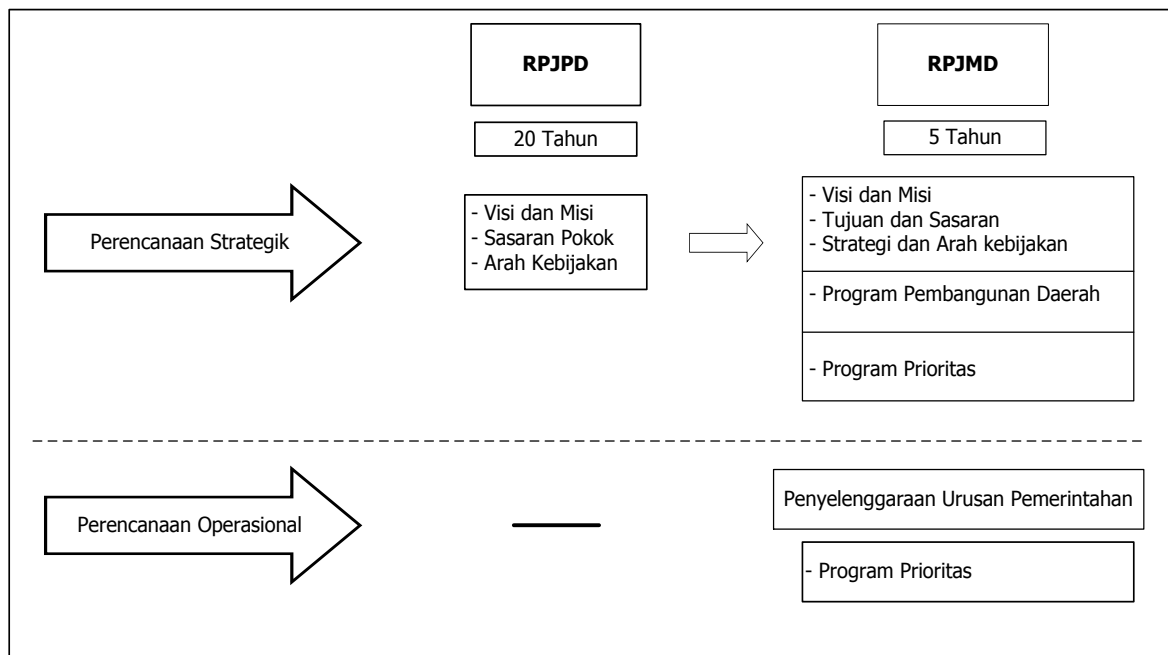 RPJPD
RPJMD
20 Tahun
5 Tahun
Perencanaan Strategik
- Visi dan Misi
- Sasaran Pokok
- Arah Kebijakan
- Visi dan Misi
- Tujuan dan Sasaran
- Strategi dan Arah kebijakan
- Program Pembangunan Daerah
- Program Prioritas
Perencanaan Operasional
Penyelenggaraan Urusan Pemerintahan
- Program Prioritas